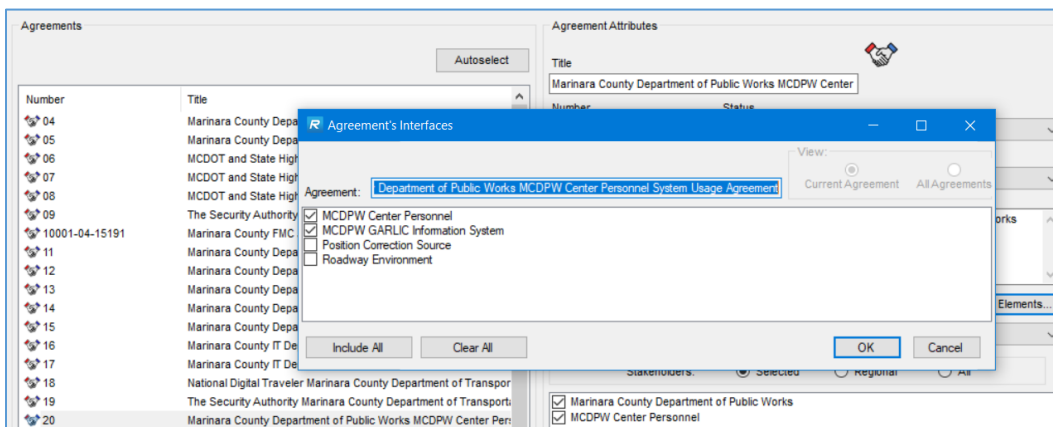 Agreements
Autoselect
Number Title
04 Marinara County Depa
05 Marinara County Depa
06 MCDOT and State High
07 MCDOT and State High
08 MCDOT and State High
09 The Security Authority
10001-04-15191 Marinara County FMC
11 Marinara County Depa
12 Marinara County Depa
13 Marinara County Depa
14 Marinara County Depa
15 Marinara County Depa
16 Marinara County IT De
17 Marinara County IT De
18 National Digital Traveler Marinara County Department of Transpor
19 The Security Authority Marinara County Department of Transport
20 Marinara County Department of Public Works MCDPW Center Per
Agreement Attributes
Title
Marinara County Department of Public Works MCDPW Center
Number Status
orks
Elements...
Stakeholders: Selected Regional All
Marinara County Department of Public Works
MCDPW Center Personnel
R Agreement's Interfaces
View:
Current Agreement All Agreements
Agreement: Department of Public Works MCDPW Center Personnel System Usage Agreement
MCDPW Center Personnel
MCDPW GARLIC Information System
Position Correction Source
Roadway Environment
Include All Clear All OK Cancel